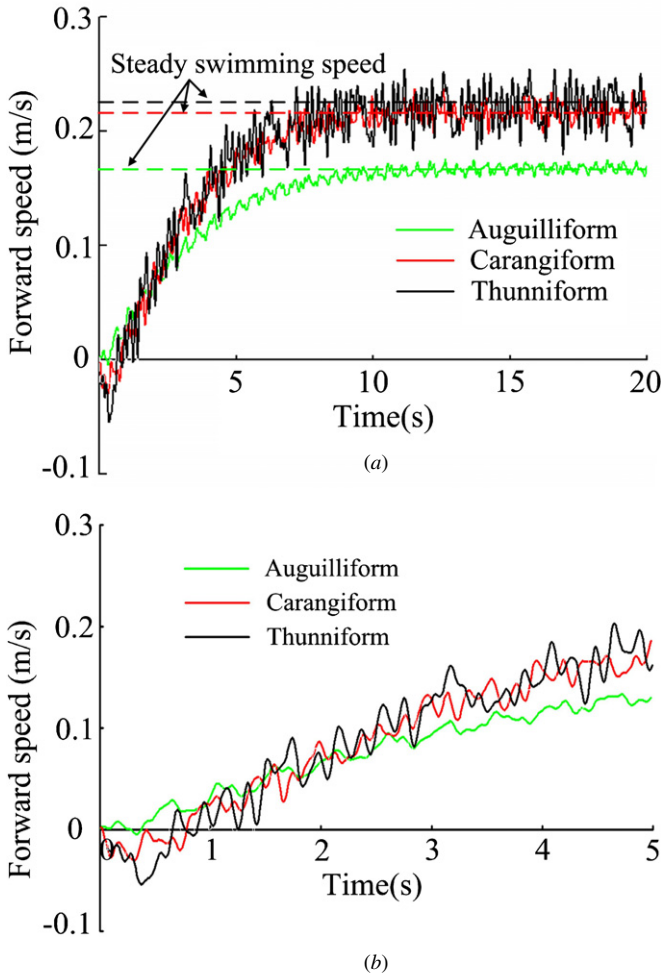 0.3
Steady swimming speed
0.2
Forward speed (m/s)
Auguilliform
Carangiform
Thunniform
0.1
0
5
10
15
20
Time(s)
-0.1
(a)
0.3
Auguilliform
Carangiform
Thunniform
0.2
Forward speed (m/s)
0.1
0
0
1
2
3
4
5
Time(s)
-0.1
(b)